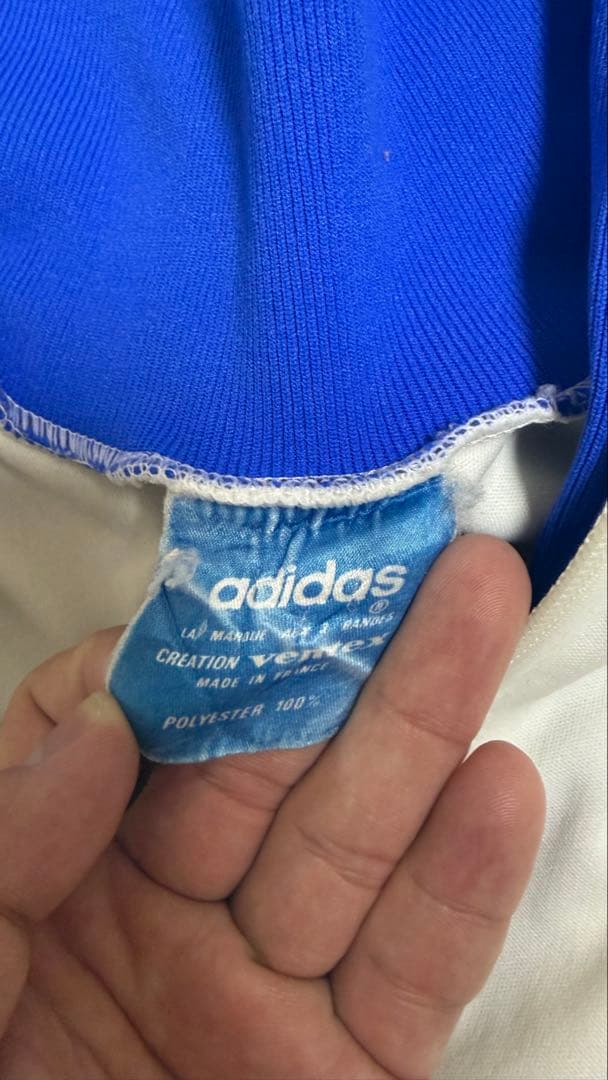 adidas
®
LA MARQUE AUX 3 BANDES
CREATION ventex
MADE IN FRANCE
POLYESTER 100%